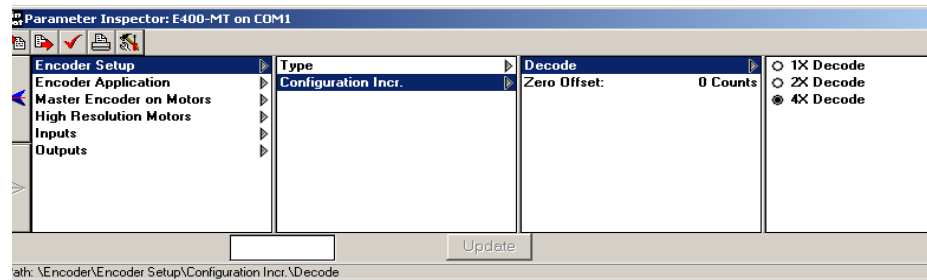 Parameter Inspector: E400-MT on COM1
Encoder Setup
Encoder Application
Master Encoder on Motors
High Resolution Motors
Inputs
Outputs
Type
Configuration Incr.
Decode
Zero Offset: 0 Counts
1X Decode
2X Decode
4X Decode
Update
ath: \Encoder\Encoder Setup\Configuration Incr.\Decode